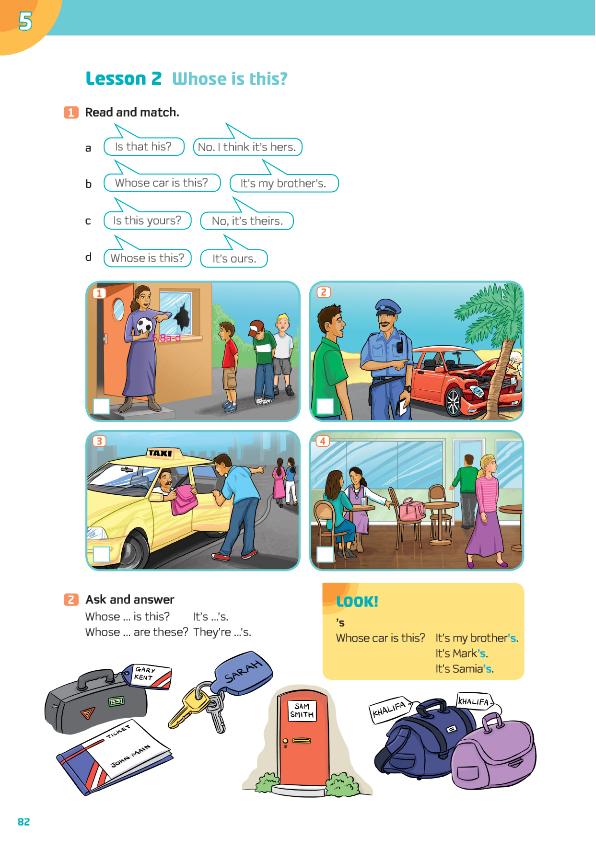 5
Lesson 2 Whose is this?
1 Read and match.
a Is that his? No. I think it's hers.
b Whose car is this? It's my brother's.
c Is this yours? No, it's theirs.
d Whose is this? It's ours.
1
2
58a-d
3
TAXI
4
2 Ask and answer
Whose ... is this? It's ...'s.
Whose ... are these? They're ...'s.
LOOK!
's
Whose car is this? It's my brother's.
It's Mark's.
It's Samia's.
GARY
KENT
SARAH
TICKET
JOHN MAIN
SAM
SMITH
KHALIFA
KHALIFA
82